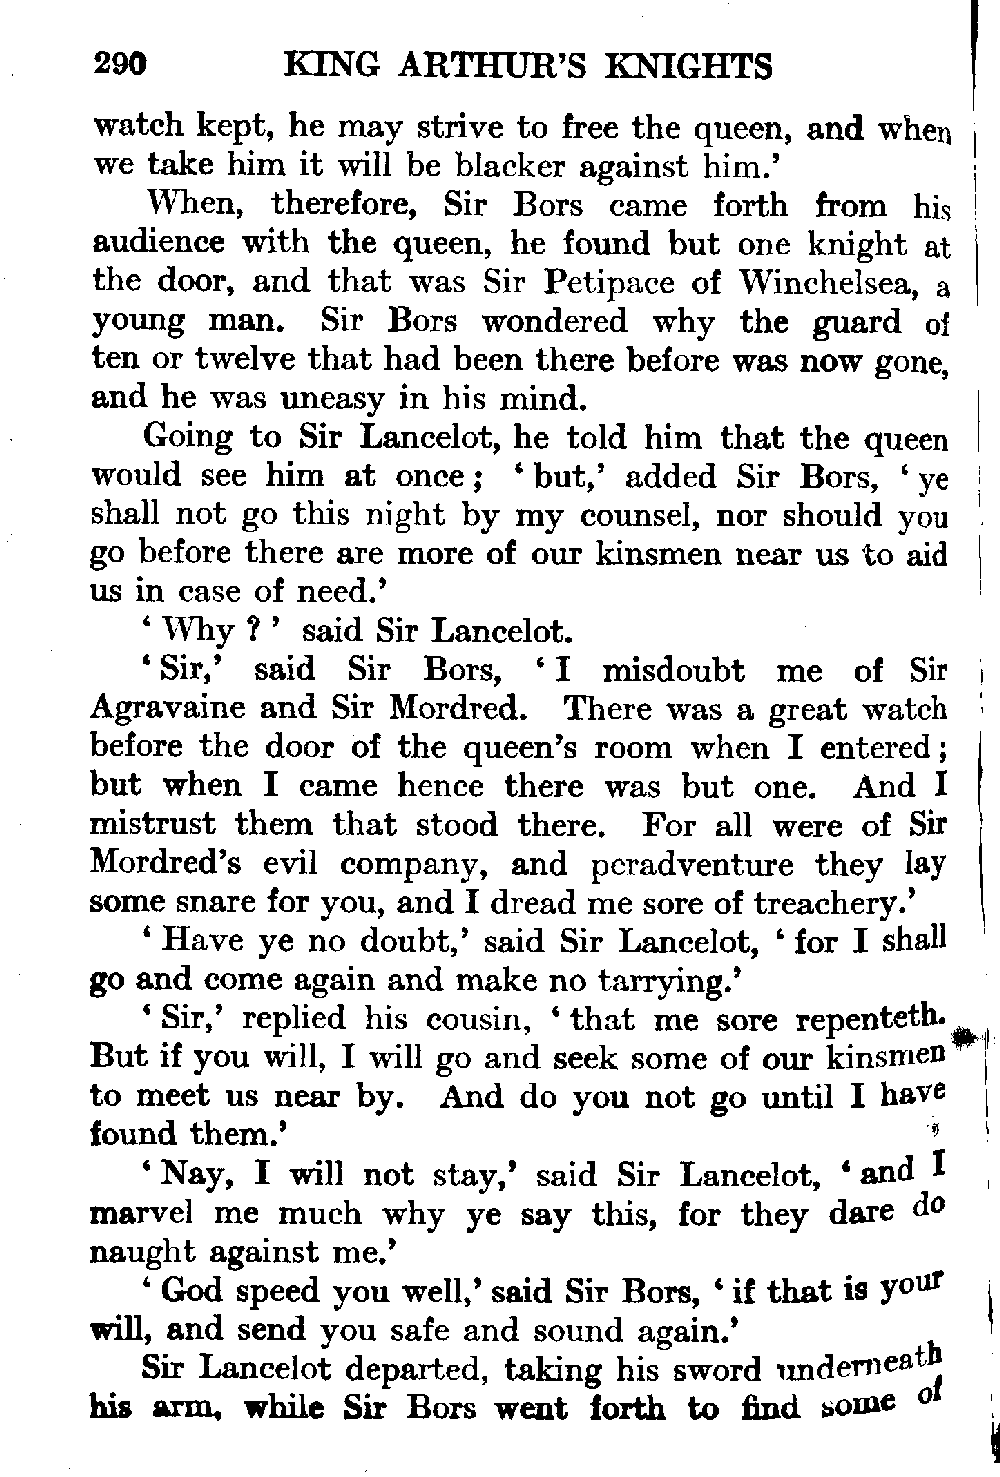 290 KING ARTHUR'S KNIGHTS
watch kept, he may strive to free the queen, and when
we take him it will be blacker against him.'
When, therefore, Sir Bors came forth from his
audience with the queen, he found but one knight at
the door, and that was Sir Petipace of Winchelsea, a
young man. Sir Bors wondered why the guard of
ten or twelve that had been there before was now gone,
and he was uneasy in his mind.
Going to Sir Lancelot, he told him that the queen
would see him at once; 'but,' added Sir Bors, 'ye
shall not go this night by my counsel, nor should you
go before there are more of our kinsmen near us to aid
us in case of need.'
'Why?' said Sir Lancelot.
'Sir,' said Sir Bors, 'I misdoubt me of Sir
Agravaine and Sir Mordred. There was a great watch
before the door of the queen's room when I entered;
but when I came hence there was but one. And I
mistrust them that stood there. For all were of Sir
Mordred's evil company, and peradventure they lay
some snare for you, and I dread me sore of treachery.'
'Have ye no doubt,' said Sir Lancelot, 'for I shall
go and come again and make no tarrying.'
'Sir,' replied his cousin, 'that me sore repenteth.
But if you will, I will go and seek some of our kinsmen
to meet us near by. And do you not go until I have
found them.'
'Nay, I will not stay,' said Sir Lancelot, 'and I
marvel me much why ye say this, for they dare do
naught against me.'
'God speed you well,' said Sir Bors, 'if that is your
will, and send you safe and sound again.'
Sir Lancelot departed, taking his sword underneath
his arm, while Sir Bors went forth to find some of